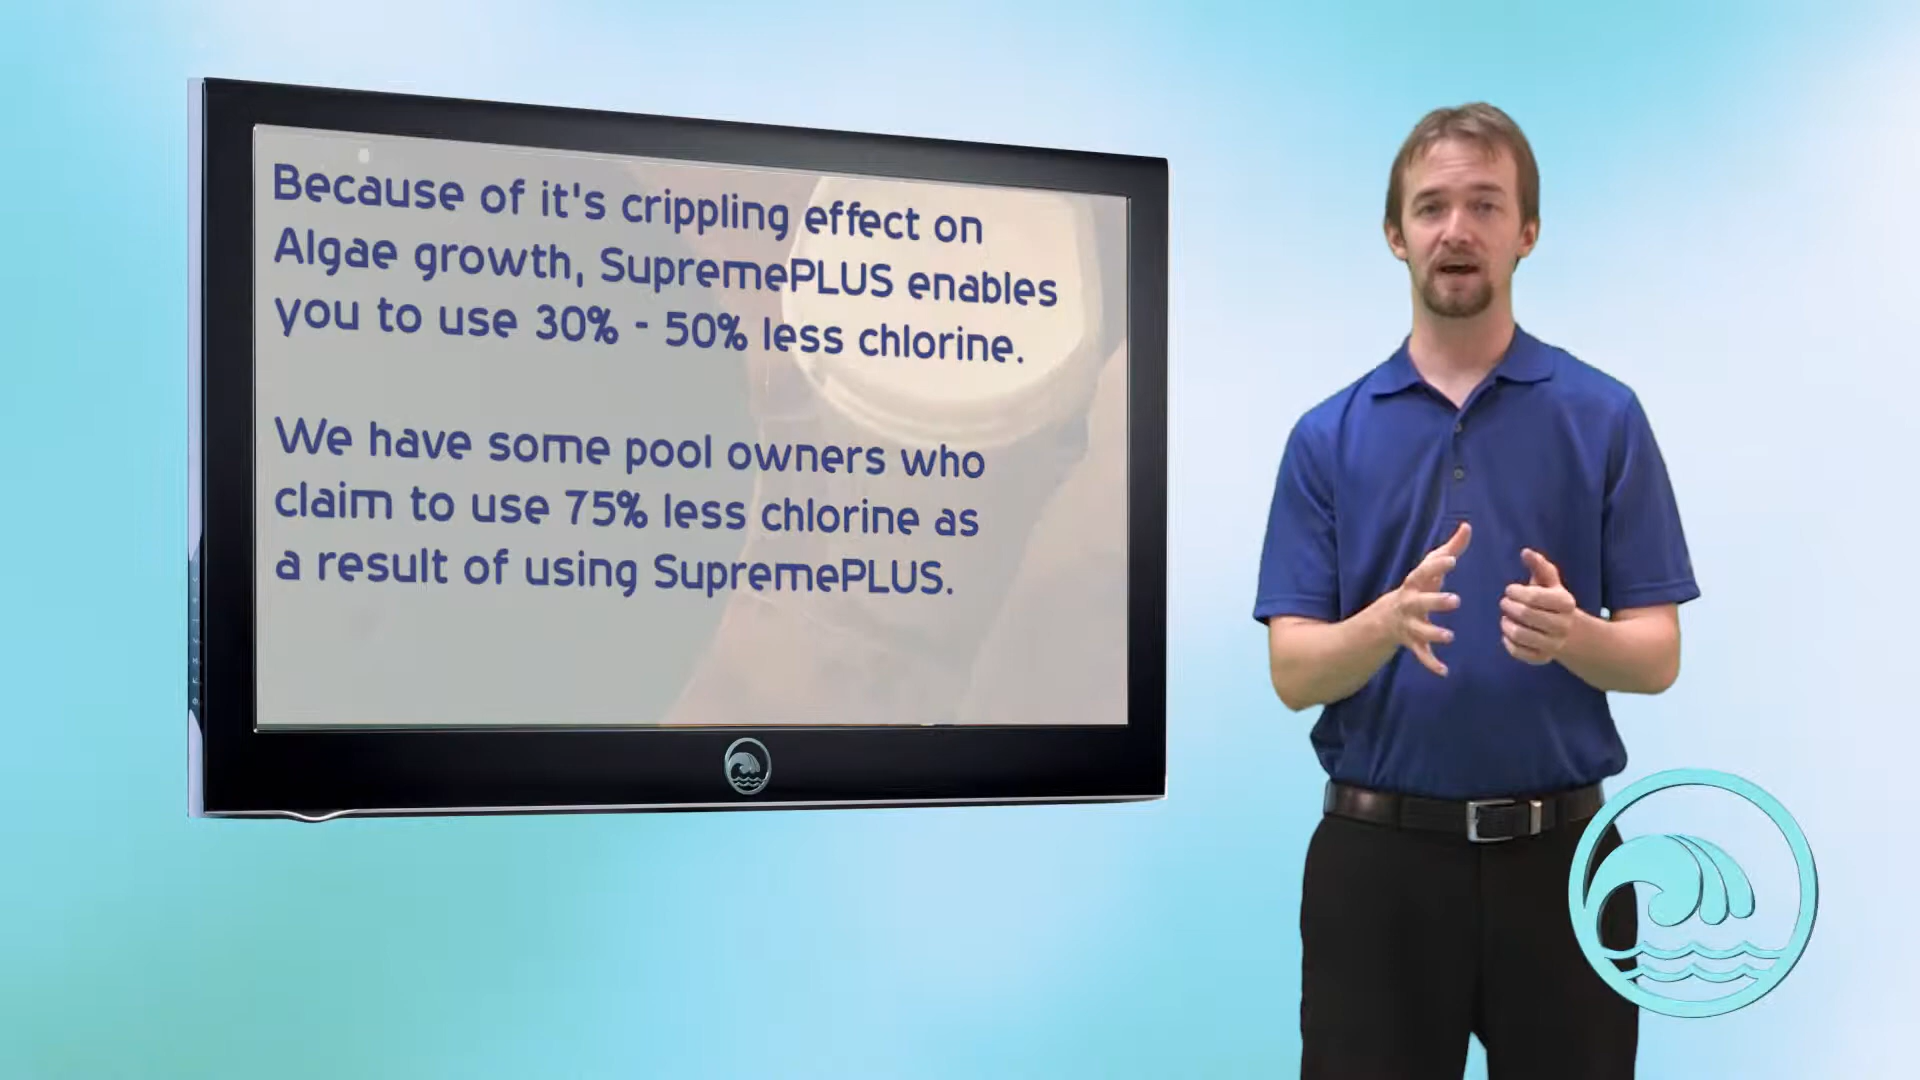 Because of it's crippling effect on
Algae growth, SupremePLUS enables
you to use 30% - 50% less chlorine.
We have some pool owners who
claim to use 75% less chlorine as
a result of using SupremePLUS.